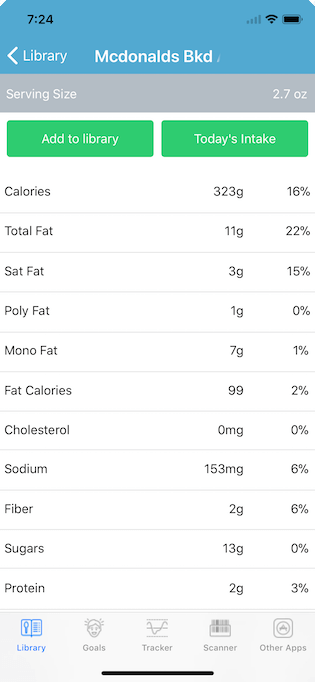 7:24
Library Mcdonalds Bkd
Serving Size 2.7 oz
Add to library Today's Intake
Calories 323g 16%
Total Fat 11g 22%
Sat Fat 3g 15%
Poly Fat 1g 0%
Mono Fat 7g 1%
Fat Calories 99 2%
Cholesterol 0mg 0%
Sodium 153mg 6%
Fiber 2g 6%
Sugars 13g 0%
Protein 2g 3%
Library Goals Tracker Scanner Other Apps